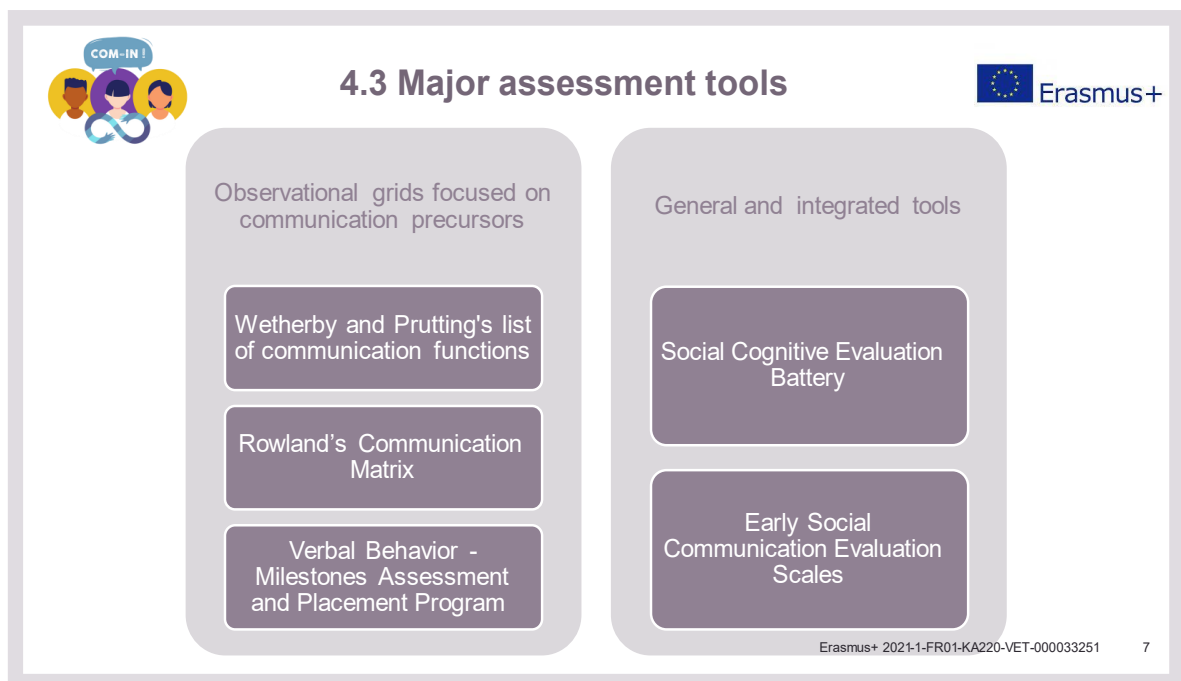 COM-IN !
4.3 Major assessment tools
Erasmus+
Observational grids focused on
communication precursors
Wetherby and Prutting's list
of communication functions
Rowland’s Communication
Matrix
Verbal Behavior -
Milestones Assessment
and Placement Program
General and integrated tools
Social Cognitive Evaluation
Battery
Early Social
Communication Evaluation
Scales
Erasmus+ 2021-1-FR01-KA220-VET-000033251
7